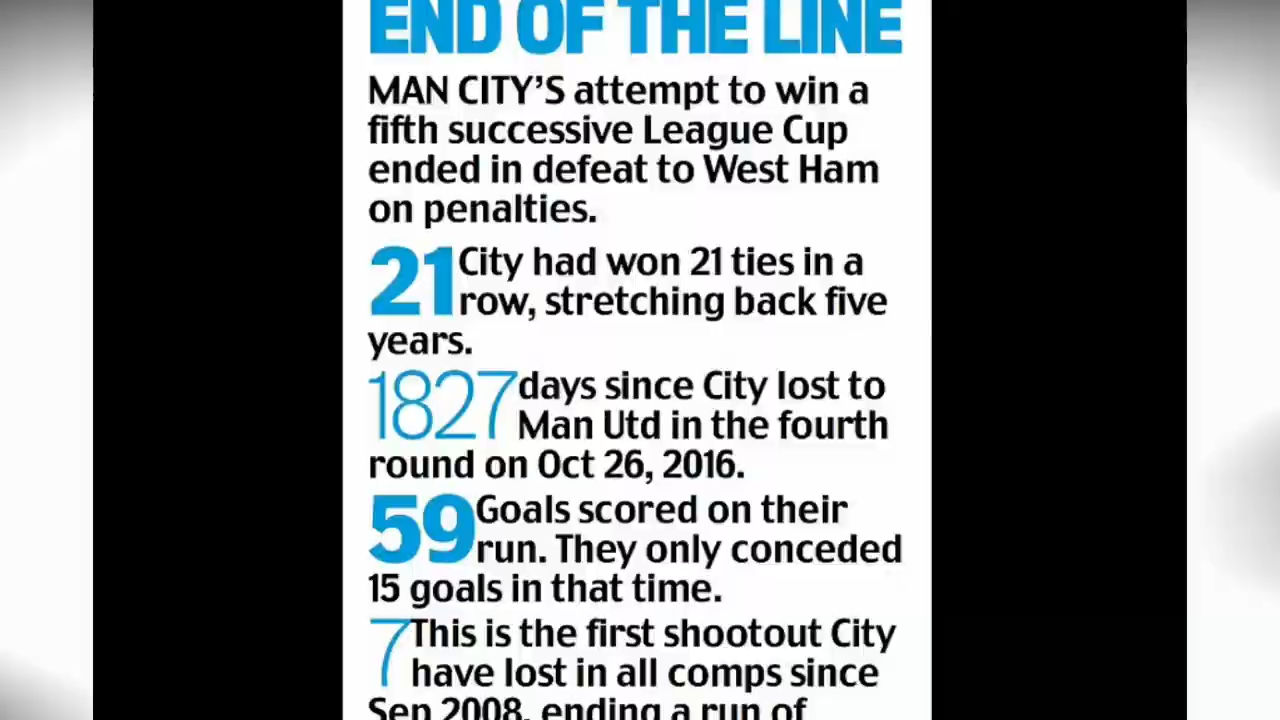 END OF THE LINE
MAN CITY'S attempt to win a
fifth successive League Cup
ended in defeat to West Ham
on penalties.
21 City had won 21 ties in a
row, stretching back five
years.
1827 days since City lost to
Man Utd in the fourth
round on Oct 26, 2016.
59 Goals scored on their
run. They only conceded
15 goals in that time.
7 This is the first shootout City
have lost in all comps since
Sep 2008, ending a run of